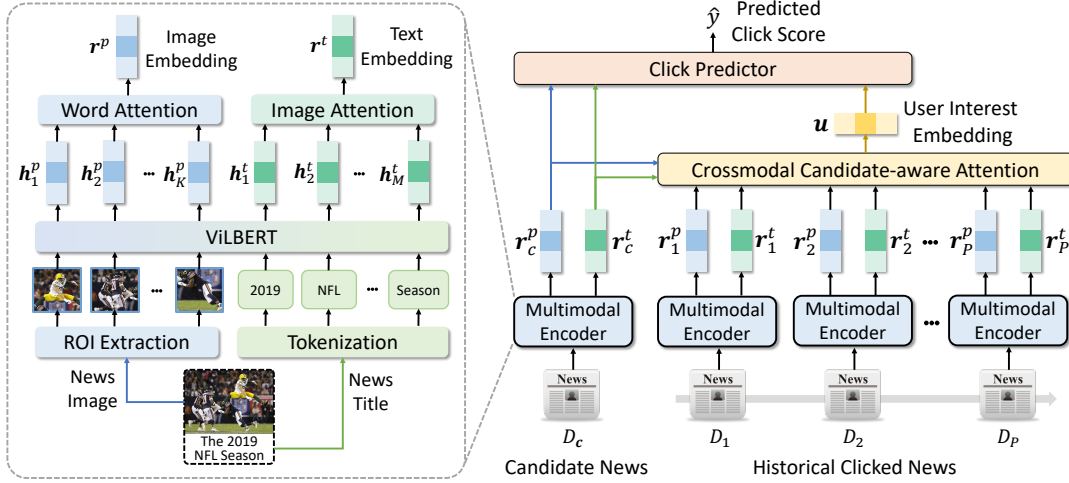 r^p
Image
Embedding
r^t
Text
Embedding
Word Attention
Image Attention
h_1^p
h_2^p
...
h_K^p
h_1^t
h_2^t
...
h_M^t
ViLBERT
...
2019
NFL
...
Season
ROI Extraction
Tokenization
News
Image
News
Title
The 2019
NFL Season
ŷ
Predicted
Click Score
Click Predictor
u
User Interest
Embedding
Crossmodal Candidate-aware Attention
r_c^p
r_c^t
r_1^p
r_1^t
r_2^p
r_2^t
...
r_P^p
r_P^t
Multimodal
Encoder
Multimodal
Encoder
Multimodal
Encoder
...
Multimodal
Encoder
News
News
News
News
D_c
D_1
D_2
D_P
Candidate News
Historical Clicked News